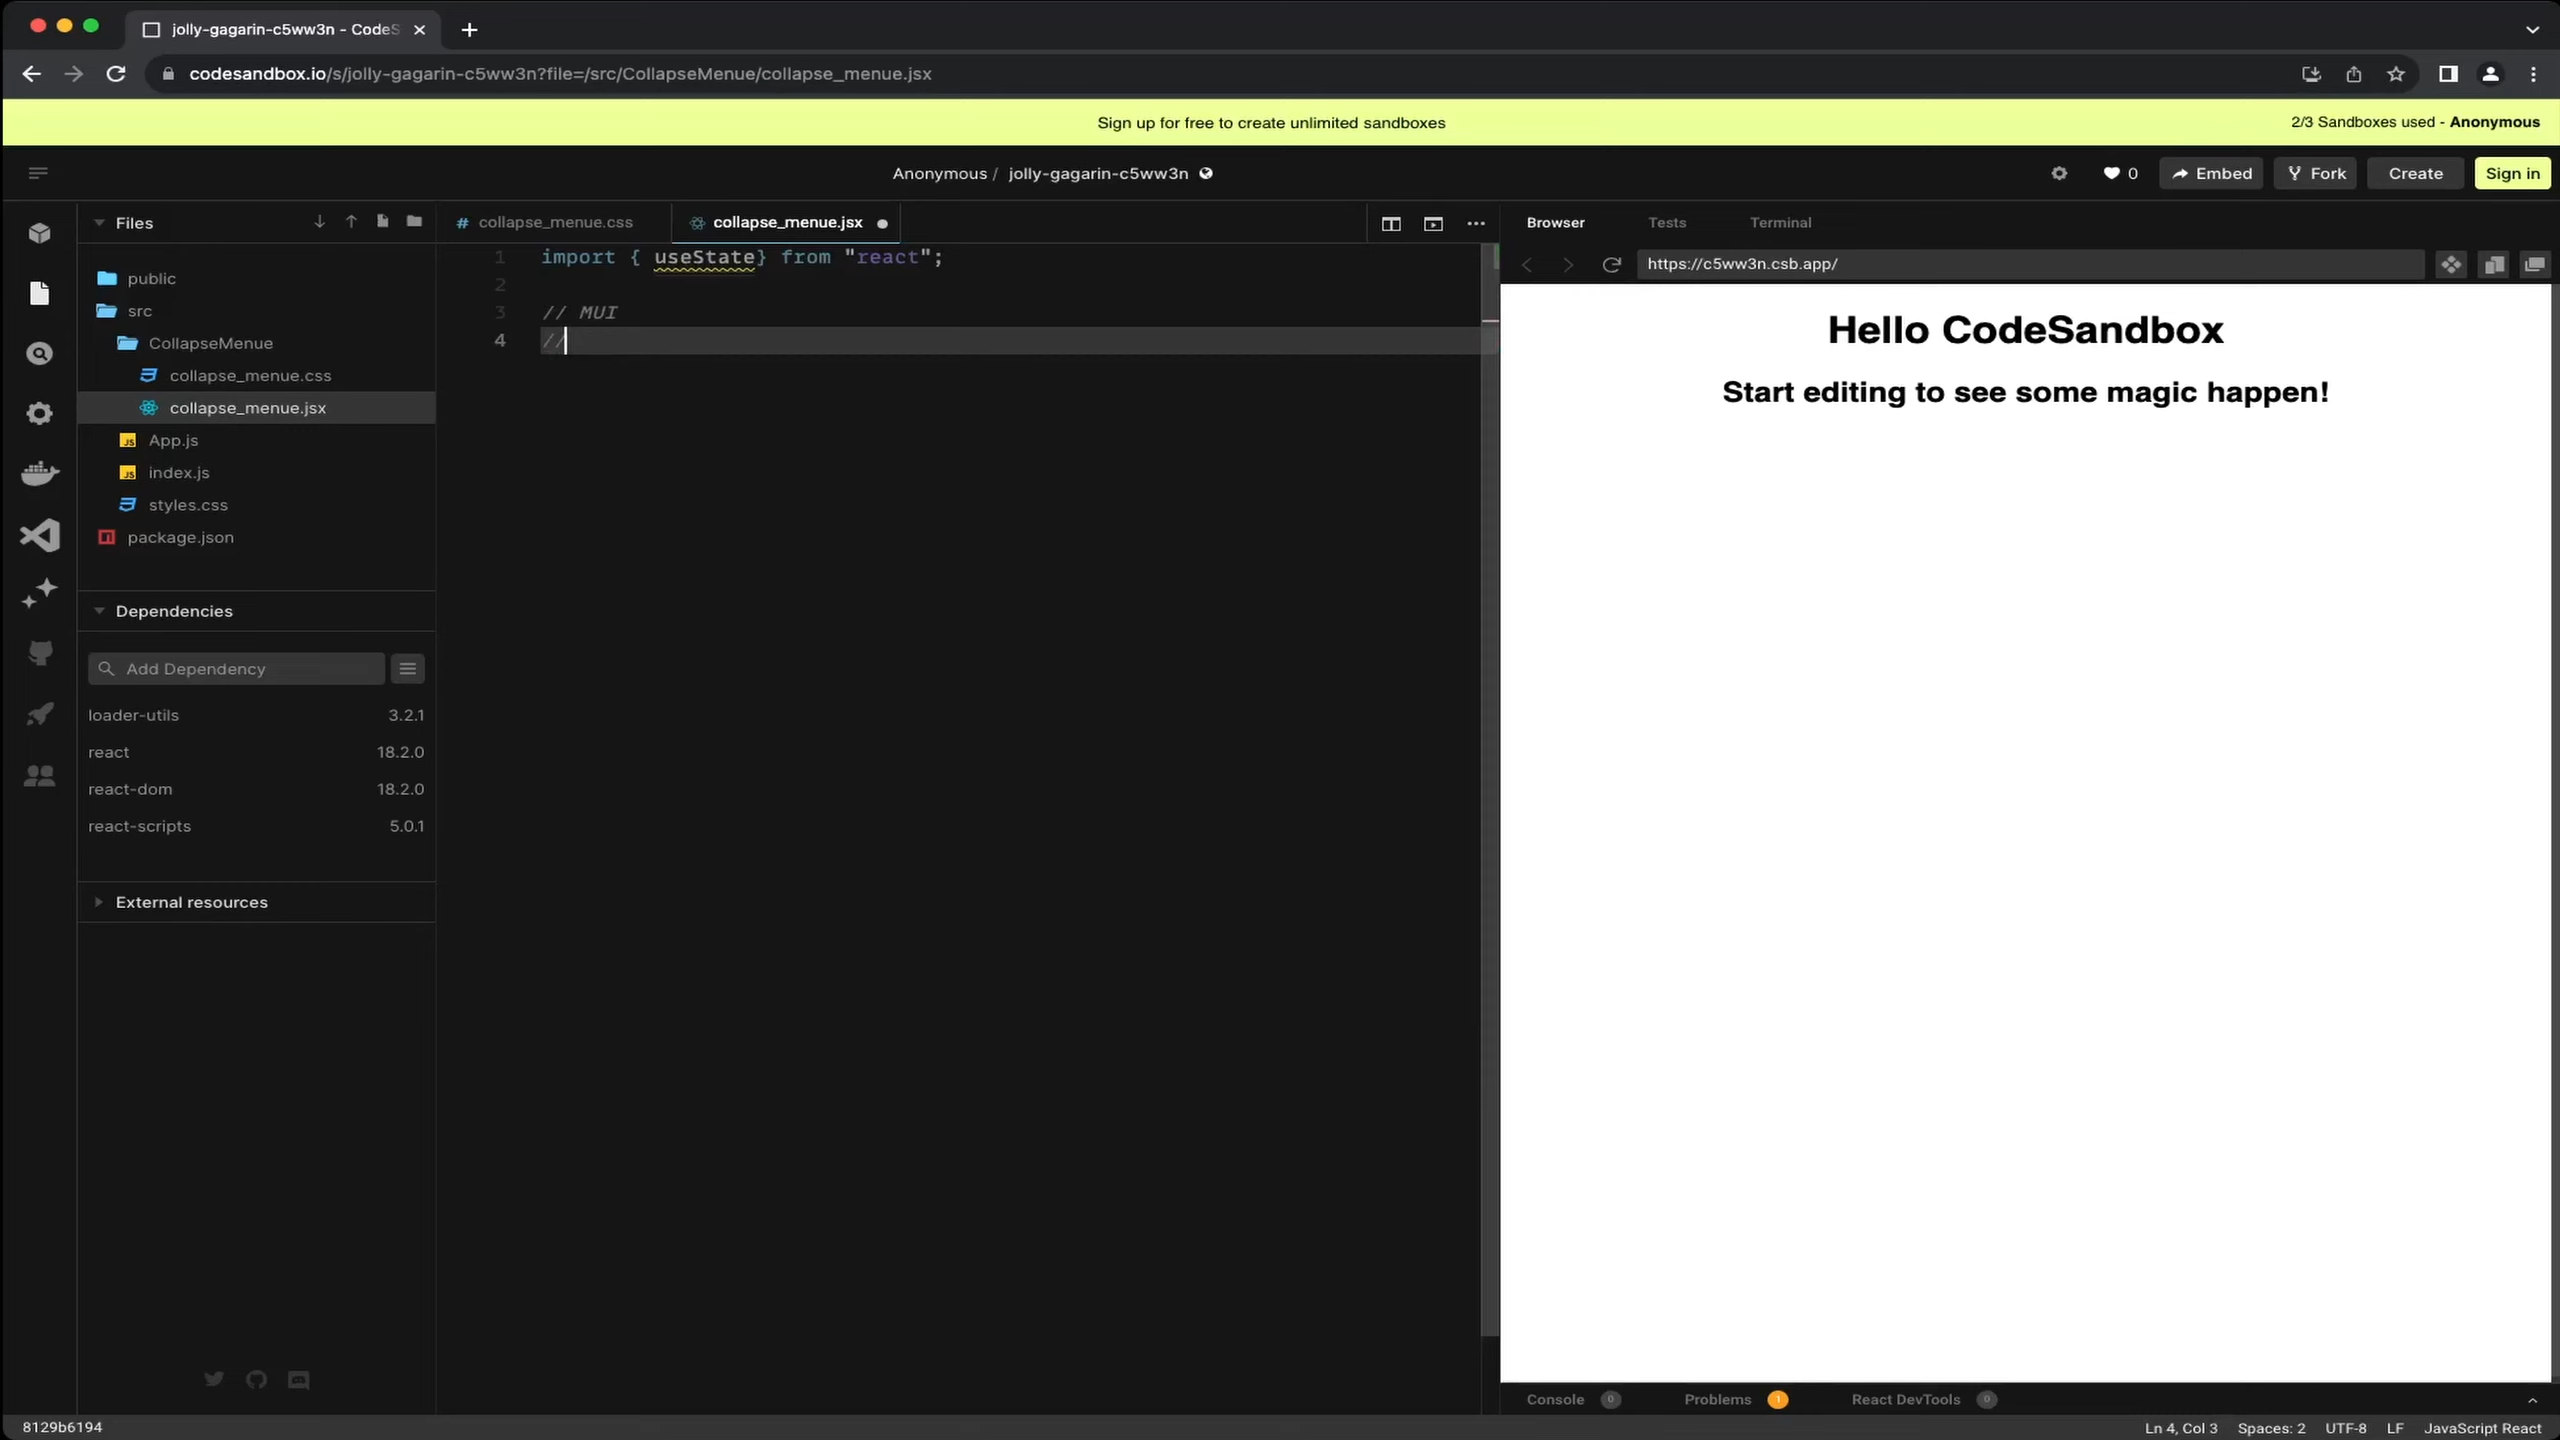 jolly-gagarin-c5ww3n - CodeS
codesandbox.io/s/jolly-gagarin-c5ww3n?file=/src/CollapseMenue/collapse_menue.jsx
Sign up for free to create unlimited sandboxes
2/3 Sandboxes used - Anonymous
Anonymous / jolly-gagarin-c5ww3n
0
Embed
Fork
Create
Sign in
Files
public
src
CollapseMenue
collapse_menue.css
collapse_menue.jsx
App.js
index.js
styles.css
package.json
Dependencies
Add Dependency
loader-utils 3.2.1
react 18.2.0
react-dom 18.2.0
react-scripts 5.0.1
External resources
# collapse_menue.css
collapse_menue.jsx
1 import { useState} from "react";
2
3 // MUI
4 //
Browser
Tests
Terminal
https://c5ww3n.csb.app/
Hello CodeSandbox
Start editing to see some magic happen!
Console 0
Problems 1
React DevTools 0
8129b6194
Ln 4, Col 3
Spaces: 2
UTF-8
LF
JavaScript React